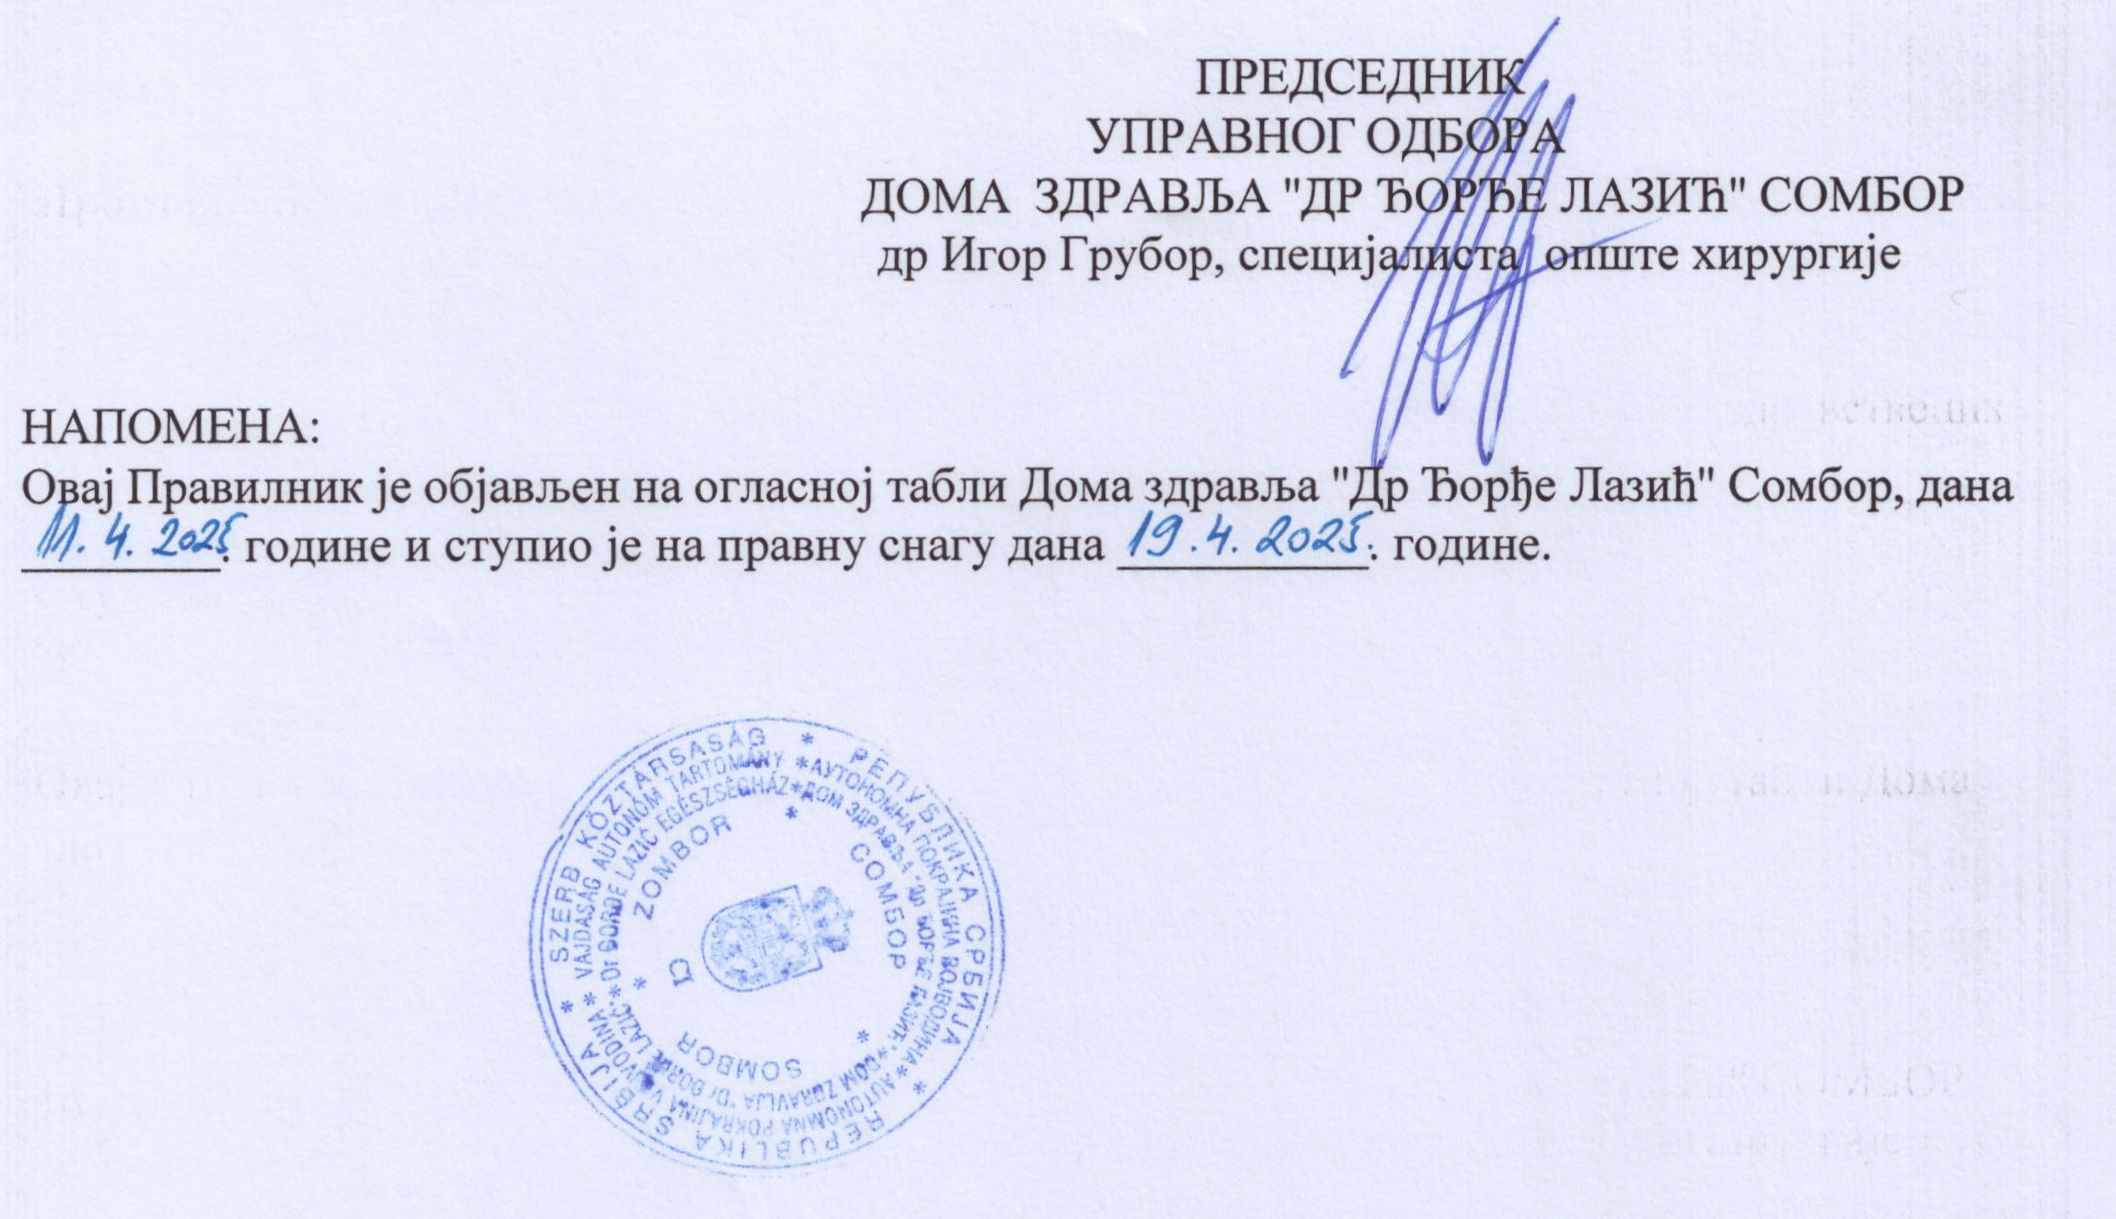 ПРЕДСЕДНИК
УПРАВНОГ ОДБОРА
ДОМА ЗДРАВЉА "ДР ЂОРЂЕ ЛАЗИЋ" СОМБОР
др Игор Грубор, специјалиста опште хирургије
НАПОМЕНА:
Овај Правилник је објављен на огласној табли Дома здравља "Др Ђорђе Лазић" Сомбор, дана
11. 4. 2025. године и ступио је на правну снагу дана 19.4. 2025. године.
* РЕПУБЛИКА СРБИЈА * REPUBLIKA SRBIJA * SZERB KÖZTÁRSASÁG
* АУТОНОМНА ПОКРАЈИНА ВОЈВОДИНА * AUTONOMNA POKRAJINA VOJVODINA * VAJDASÁG AUTONÓM TARTOMÁNY
* ДОМ ЗДРАВЉА "Др ЂОРЂЕ ЛАЗИЋ" * DOM ZDRAVLJA "Dr ĐORĐE LAZIĆ" * Dr ĐORĐE LAZIĆ EGÉSZSÉGHÁZ
* СОМБОР * SOMBOR * ZOMBOR